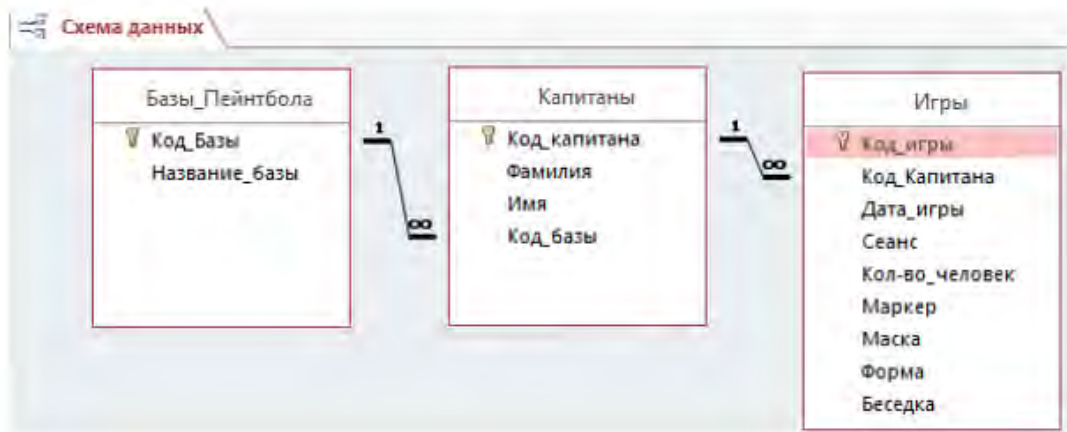 Схема данных
Базы_Пейнтбола
Код_Базы
Название_базы
1
∞
Капитаны
Код_капитана
Фамилия
Имя
Код_базы
1
∞
Игры
Код_игры
Код_Капитана
Дата_игры
Сеанс
Кол-во_человек
Маркер
Маска
Форма
Беседка